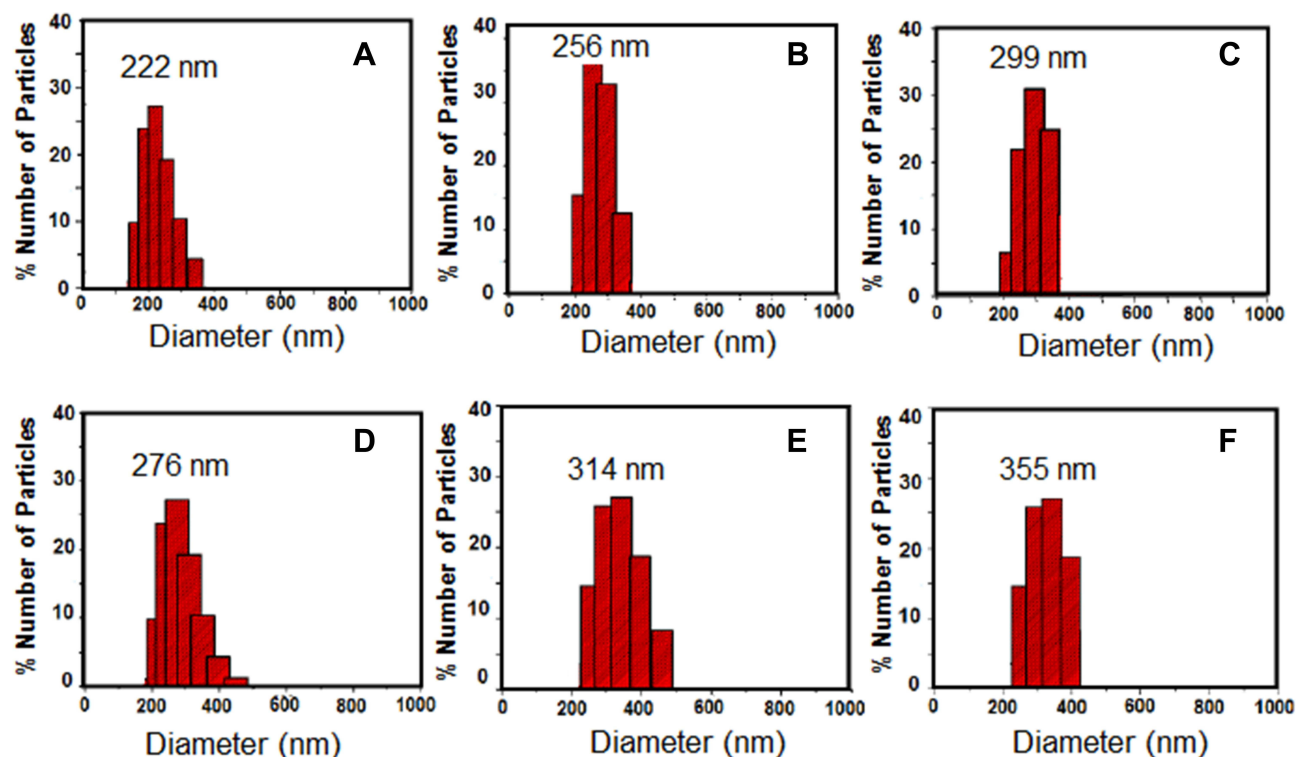 % Number of Particles
40
30
20
10
0
222 nm
A
0 200 400 600 800 1000
Diameter (nm)
% Number of Particles
40
30
20
10
0
256 nm
B
0 200 400 600 800 1000
Diameter (nm)
% Number of Particles
40
30
20
10
0
299 nm
C
0 200 400 600 800 1000
Diameter (nm)
% Number of Particles
40
30
20
10
0
276 nm
D
0 200 400 600 800 1000
Diameter (nm)
% Number of Particles
40
30
20
10
0
314 nm
E
0 200 400 600 800 1000
Diameter (nm)
% Number of Particles
40
30
20
10
0
355 nm
F
0 200 400 600 800 1000
Diameter (nm)